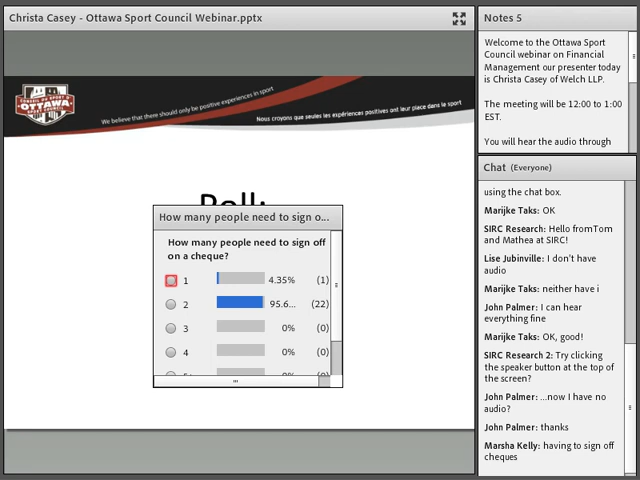 Christa Casey - Ottawa Sport Council Webinar.pptx
OTTAWA
We believe that there should only be positive experiences in sport
Nous croyons que seules les expériences positives ont leur place dans le sport
Poll:
How many people need to sign o...
How many people need to sign off
on a cheque?
1 4.35% (1)
2 95.6... (22)
3 0% (0)
4 0% (0)
Notes 5
Welcome to the Ottawa Sport
Council webinar on Financial
Management our presenter today
is Christa Casey of Welch LLP.
The meeting will be 12:00 to 1:00
EST.
You will hear the audio through
Chat (Everyone)
using the chat box.
Marijke Taks: OK
SIRC Research: Hello fromTom
and Mathea at SIRC!
Lise Jubinville: I don't have
audio
Marijke Taks: neither have i
John Palmer: I can hear
everything fine
Marijke Taks: OK, good!
SIRC Research 2: Try clicking
the speaker button at the top of
the screen?
John Palmer: ...now I have no
audio?
John Palmer: thanks
Marsha Kelly: having to sign off
cheques